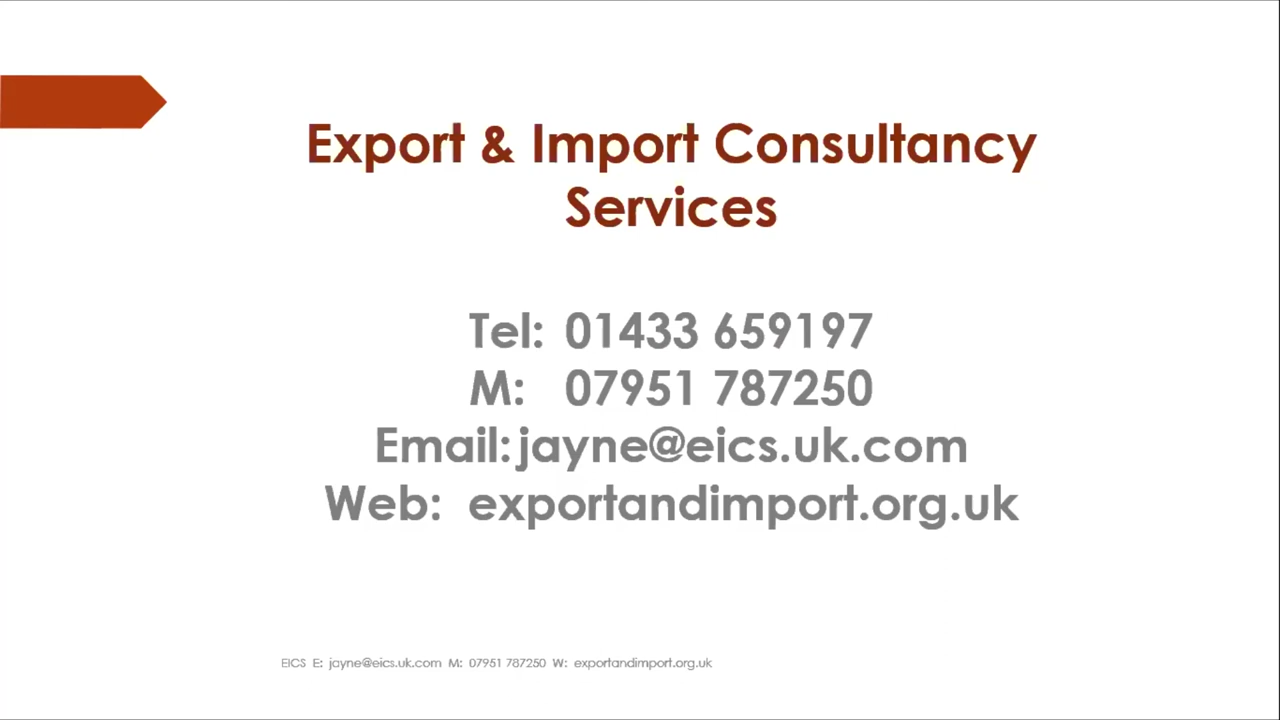 Export & Import Consultancy
Services
Tel: 01433 659197
M: 07951 787250
Email: jayne@eics.uk.com
Web: exportandimport.org.uk
EICS E: jayne@eics.uk.com M: 07951 787250 W: exportandimport.org.uk